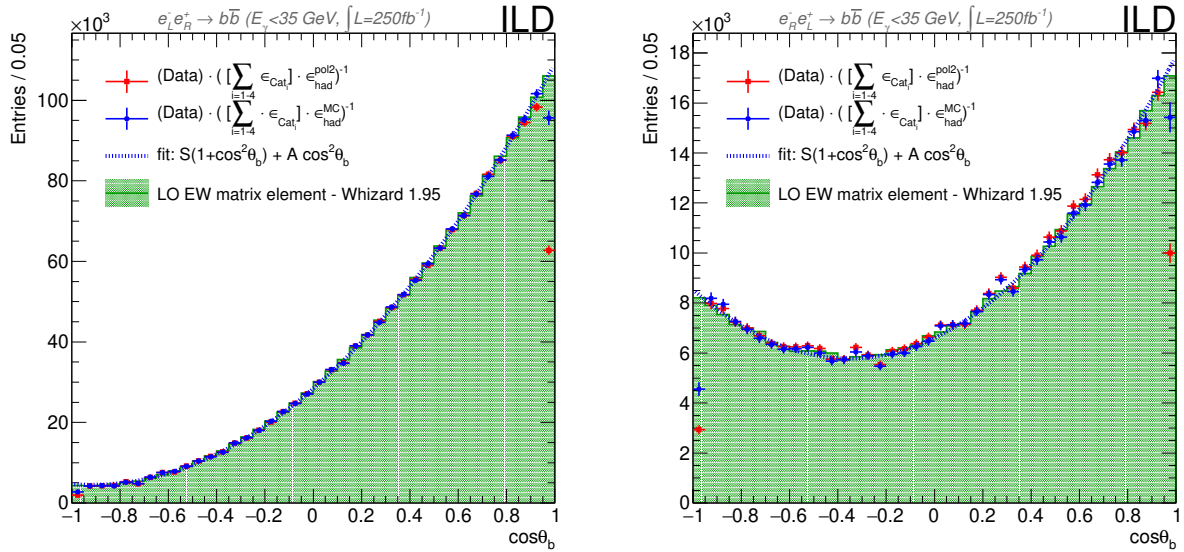 ×10³ e⁻_L e⁺_R → bb̅ (E_γ<35 GeV, ∫L=250fb⁻¹) ILD
Entries / 0.05
(Data) · ( [∑_{i=1-4} ϵ_{Cat_i}] · ϵ_{had}^{pol2})⁻¹
(Data) · ( [∑_{i=1-4} ϵ_{Cat_i}] · ϵ_{had}^{MC})⁻¹
fit: S(1+cos²θ_b) + A cos²θ_b
LO EW matrix element - Whizard 1.95
100
80
60
40
20
0
−1 −0.8 −0.6 −0.4 −0.2 0 0.2 0.4 0.6 0.8 1
cosθ_b
×10³ e⁻_R e⁺_L → bb̅ (E_γ<35 GeV, ∫L=250fb⁻¹) ILD
Entries / 0.05
(Data) · ( [∑_{i=1-4} ϵ_{Cat_i}] · ϵ_{had}^{pol2})⁻¹
(Data) · ( [∑_{i=1-4} ϵ_{Cat_i}] · ϵ_{had}^{MC})⁻¹
fit: S(1+cos²θ_b) + A cos²θ_b
LO EW matrix element - Whizard 1.95
18
16
14
12
10
8
6
4
2
0
−1 −0.8 −0.6 −0.4 −0.2 0 0.2 0.4 0.6 0.8 1
cosθ_b